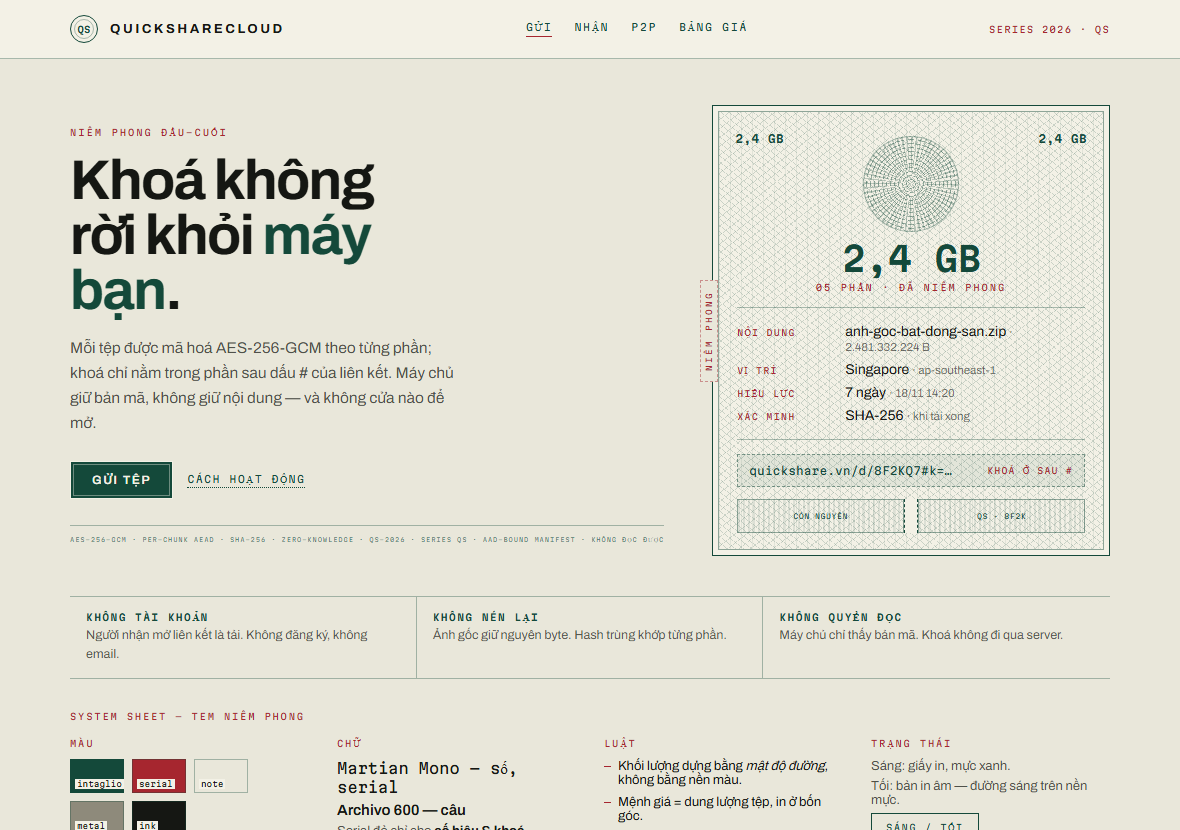 QS QUICKSHARECLOUD
GỬI NHẬN P2P BẢNG GIÁ
SERIES 2026 · QS
NIÊM PHONG ĐẦU–CUỐI
Khoá không
rời khỏi máy
bạn.
Mỗi tệp được mã hoá AES-256-GCM theo từng phần;
khoá chỉ nằm trong phần sau dấu # của liên kết. Máy chủ
giữ bản mã, không giữ nội dung — và không cửa nào để
mở.
GỬI TỆP CÁCH HOẠT ĐỘNG
AES-256-GCM · PER-CHUNK AEAD · SHA-256 · ZERO-KNOWLEDGE · QS-2026 · SERIES QS · AAD-BOUND MANIFEST · KHÔNG ĐỌC ĐƯỢC
2,4 GB 2,4 GB
2,4 GB
05 PHẦN · ĐÃ NIÊM PHONG
NIÊM PHONG
NỘI DUNG anh-goc-bat-dong-san.zip ·
2.481.332.224 B
VỊ TRÍ Singapore · ap-southeast-1
HIỆU LỰC 7 ngày · 18/11 14:20
XÁC MINH SHA-256 · khi tải xong
quickshare.vn/d/8F2KQ7#k=… KHOÁ Ở SAU #
CÒN NGUYÊN QS · 8F2K
KHÔNG TÀI KHOẢN
Người nhận mở liên kết là tải. Không đăng ký, không
email.
KHÔNG NÉN LẠI
Ảnh gốc giữ nguyên byte. Hash trùng khớp từng phần.
KHÔNG QUYỀN ĐỌC
Máy chủ chỉ thấy bản mã. Khoá không đi qua server.
SYSTEM SHEET — TEM NIÊM PHONG
MÀU
intaglio serial note
metal ink
CHỮ
Martian Mono — số,
serial
Archivo 600 — câu
Serial đỏ chỉ cho số hiệu & khoá
LUẬT
– Khối lượng dựng bằng mật độ đường,
không bằng nền màu.
– Mệnh giá = dung lượng tệp, in ở bốn
góc.
TRẠNG THÁI
Sáng: giấy in, mực xanh.
Tối: bản in âm — đường sáng trên nền
mực.
SÁNG / TỐI